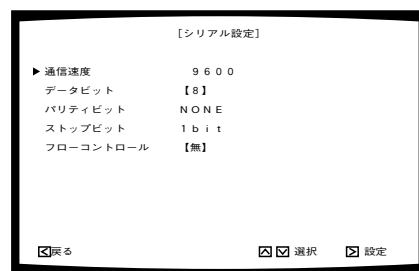 [シリアル設定]
▶通信速度 9600
データビット 【8】
パリティビット NONE
ストップビット 1bit
フローコントロール 【無】
<戻る ∧∨選択 >設定